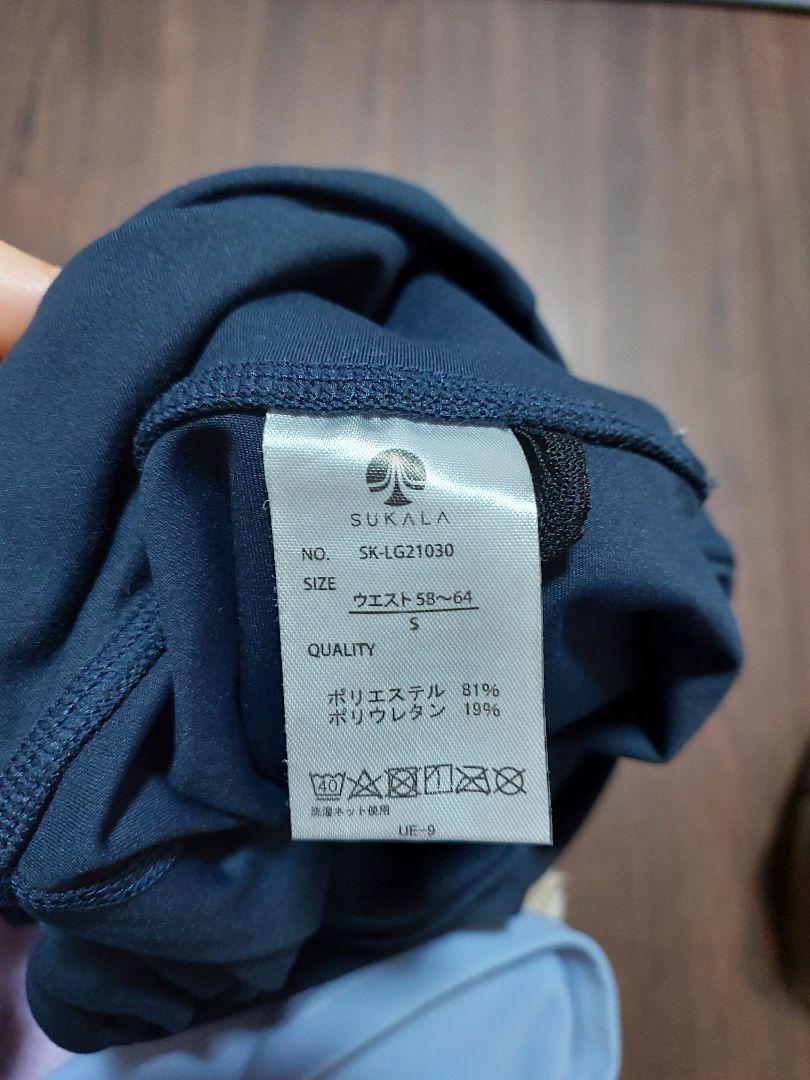 SUKALA
NO. SK-LG21030
SIZE
ウエスト58〜64
S
QUALITY
ポリエステル 81%
ポリウレタン 19%
40
洗濯ネット使用
UE-9